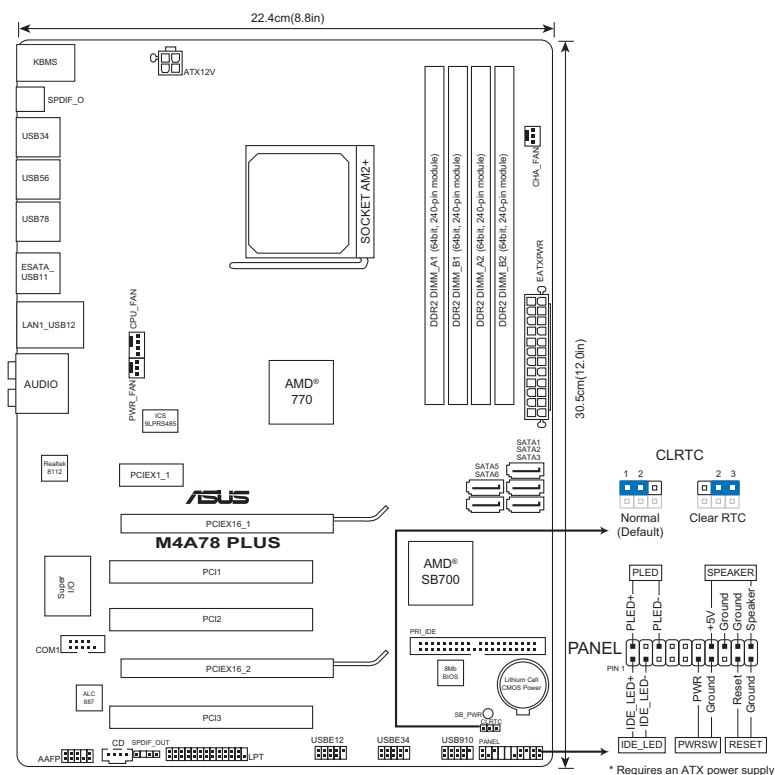 22.4cm(8.8in)
KBMS
ATX12V
SPDIF_O
USB34
USB56
USB78
ESATA_
USB11
LAN1_USB12
AUDIO
CPU_FAN
PWR_FAN
SOCKET AM2+
DDR2 DIMM_A1 (64bit, 240-pin module)
DDR2 DIMM_B1 (64bit, 240-pin module)
DDR2 DIMM_A2 (64bit, 240-pin module)
DDR2 DIMM_B2 (64bit, 240-pin module)
CHA_FAN
EATXPWR
30.5cm(12.0in)
AMD®
770
ICS
9LPRS485
Realtek
8112
PCIEX1_1
SATA1
SATA2
SATA3
SATA5
SATA6
ASUS
PCIEX16_1
M4A78 PLUS
PCI1
AMD®
SB700
Super
I/O
PCI2
COM1
PRI_IDE
PCIEX16_2
8Mb
BIOS
Lithium Cell
CMOS Power
ALC
887
PCI3
SB_PWR
CLRTC
AAFP
CD
SPDIF_OUT
LPT
USBE12
USBE34
USB910
PANEL
CLRTC
1 2
2 3
Normal
(Default)
Clear RTC
PLED
SPEAKER
PLED+
PLED-
+5V
Ground
Ground
Speaker
PANEL
PIN 1
IDE_LED+
IDE_LED-
PWR
Ground
Reset
Ground
IDE_LED
PWRSW
RESET
* Requires an ATX power supply